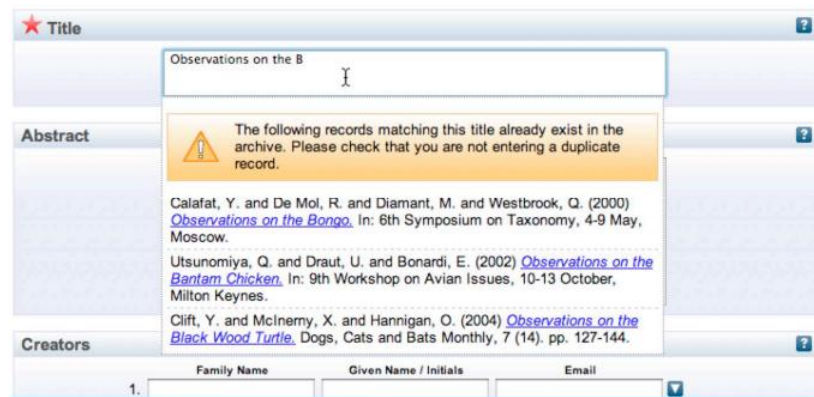 Title
?
Observations on the B
The following records matching this title already exist in the
archive. Please check that you are not entering a duplicate
record.
Abstract
?
Calafat, Y. and De Mol, R. and Diamant, M. and Westbrook, Q. (2000)
Observations on the Bongo. In: 6th Symposium on Taxonomy, 4-9 May,
Moscow.
Utsunomiya, Q. and Draut, U. and Bonardi, E. (2002) Observations on the
Bantam Chicken. In: 9th Workshop on Avian Issues, 10-13 October,
Milton Keynes.
Clift, Y. and McInerny, X. and Hannigan, O. (2004) Observations on the
Black Wood Turtle. Dogs, Cats and Bats Monthly, 7 (14). pp. 127-144.
Creators
?
Family Name Given Name / Initials Email
1.